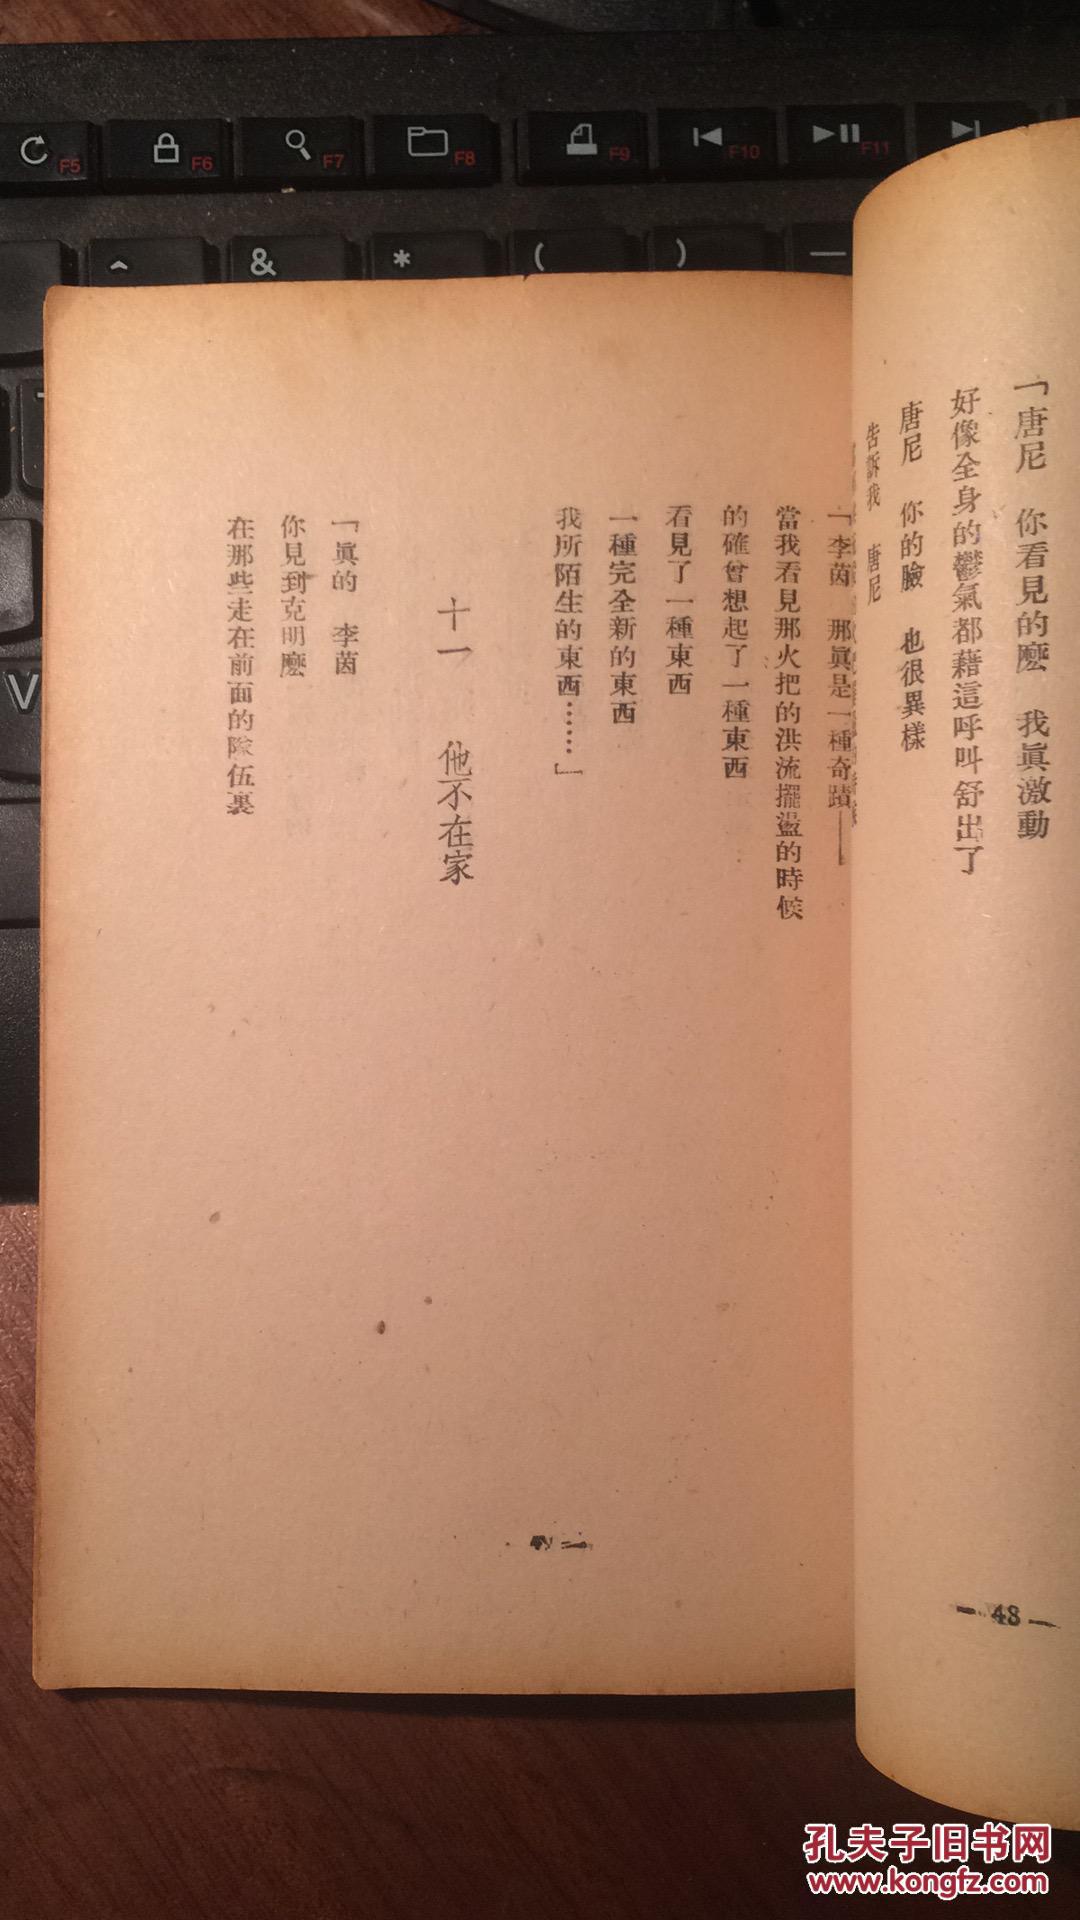 「唐尼　你看見的麽　我眞激動
好像全身的鬱氣都藉這呼叫舒出了
唐尼　你的臉　也很異樣
告訴我　唐尼
— 48 —
「李茵　那眞是一種奇蹟——
當我看見那火把的洪流擺盪的時候
的確曾想起了一種東西
看見了一種東西
一種完全新的東西
我所陌生的東西……」
十一　他不在家
「眞的　李茵
你見到克明麽
在那些走在前面的隊伍裏
F5
F6
F7
F8
F9
F10
F11
^
&
*
(
)
—
V
孔夫子旧书网
www.kongfz.com